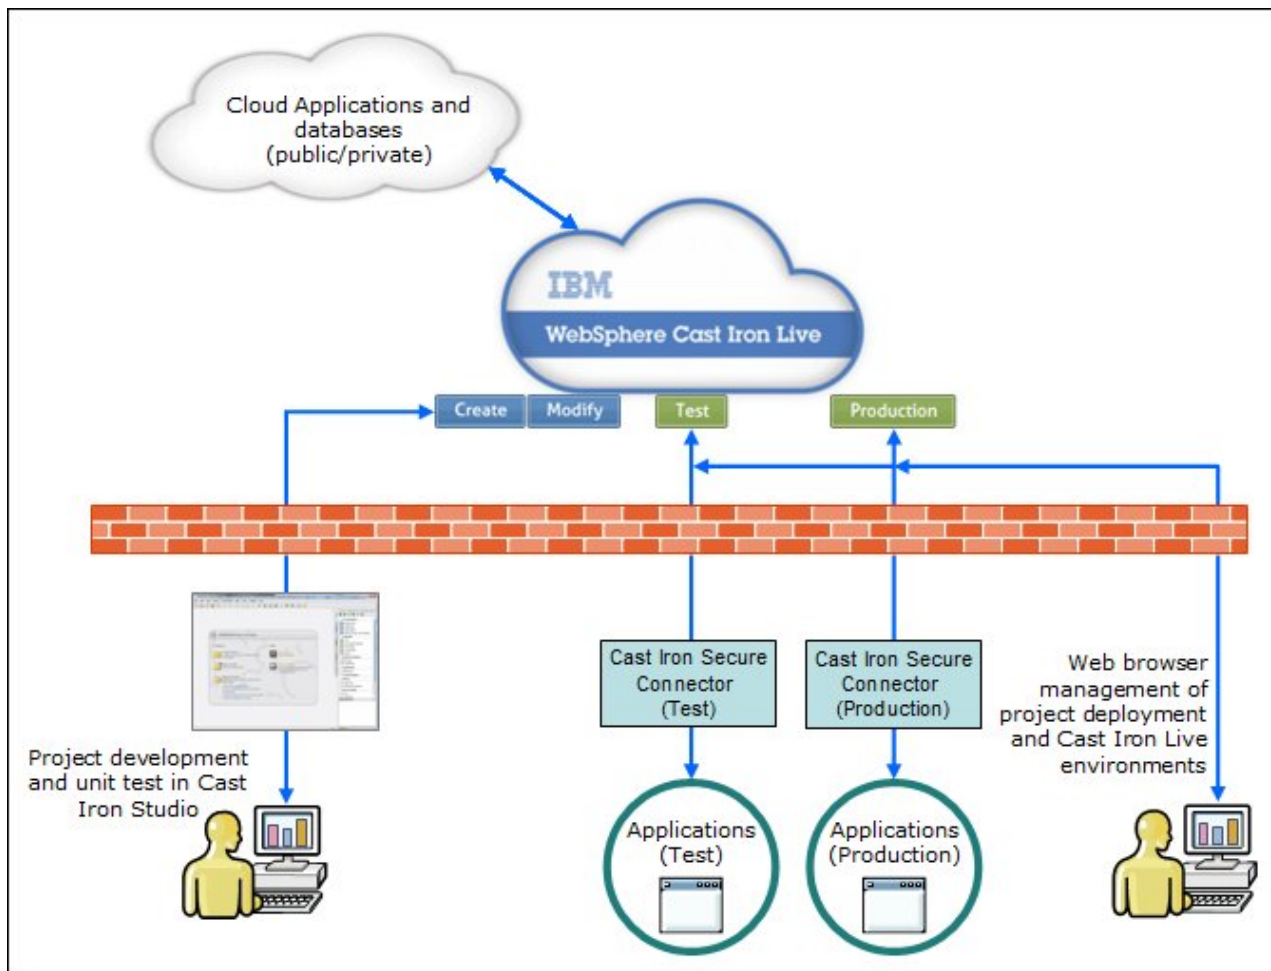 Cloud Applications and
databases
(public/private)
IBM
WebSphere Cast Iron Live
Create
Modify
Test
Production
Cast Iron Secure
Connector
(Test)
Cast Iron Secure
Connector
(Production)
Web browser
management of
project deployment
and Cast Iron Live
environments
Project development
and unit test in Cast
Iron Studio
Applications
(Test)
Applications
(Production)